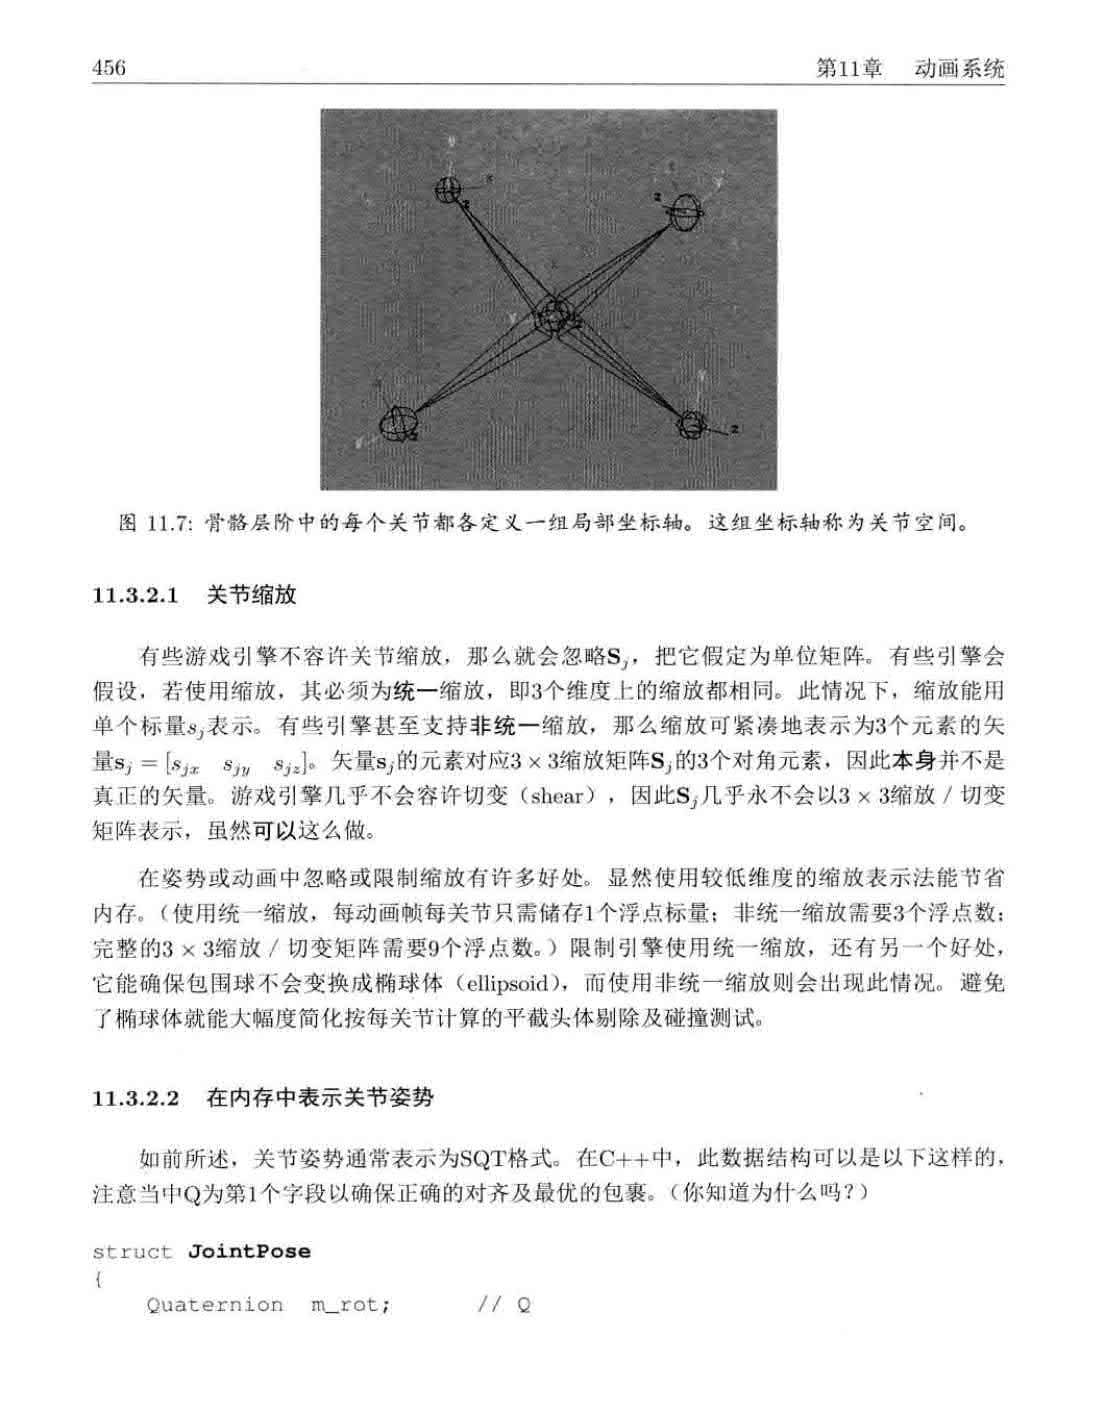 456
第11章 动画系统
图 11.7: 骨骼层阶中的每个关节都各定义一组局部坐标轴。这组坐标轴称为关节空间。
11.3.2.1 关节缩放
有些游戏引擎不容许关节缩放，那么就会忽略Sj，把它假定为单位矩阵。有些引擎会
假设，若使用缩放，其必须为统一缩放，即3个维度上的缩放都相同。此情况下，缩放能用
单个标量sj表示。有些引擎甚至支持非统一缩放，那么缩放可紧凑地表示为3个元素的矢
量sj = [sjx sjy sjz]。矢量sj的元素对应3 × 3缩放矩阵Sj的3个对角元素，因此本身并不是
真正的矢量。游戏引擎几乎不会容许切变（shear），因此Sj几乎永不会以3 × 3缩放 / 切变
矩阵表示，虽然可以这么做。
在姿势或动画中忽略或限制缩放有许多好处。显然使用较低维度的缩放表示法能节省
内存。（使用统一缩放，每动画帧每关节只需储存1个浮点标量；非统一缩放需要3个浮点数；
完整的3 × 3缩放 / 切变矩阵需要9个浮点数。）限制引擎使用统一缩放，还有另一个好处，
它能确保包围球不会变换成椭球体（ellipsoid），而使用非统一缩放则会出现此情况。避免
了椭球体就能大幅度简化按每关节计算的平截头体剔除及碰撞测试。
11.3.2.2 在内存中表示关节姿势
如前所述，关节姿势通常表示为SQT格式。在C++中，此数据结构可以是以下这样的，
注意当中Q为第1个字段以确保正确的对齐及最优的包裹。（你知道为什么吗？）
struct JointPose
{
Quaternion m_rot; // Q